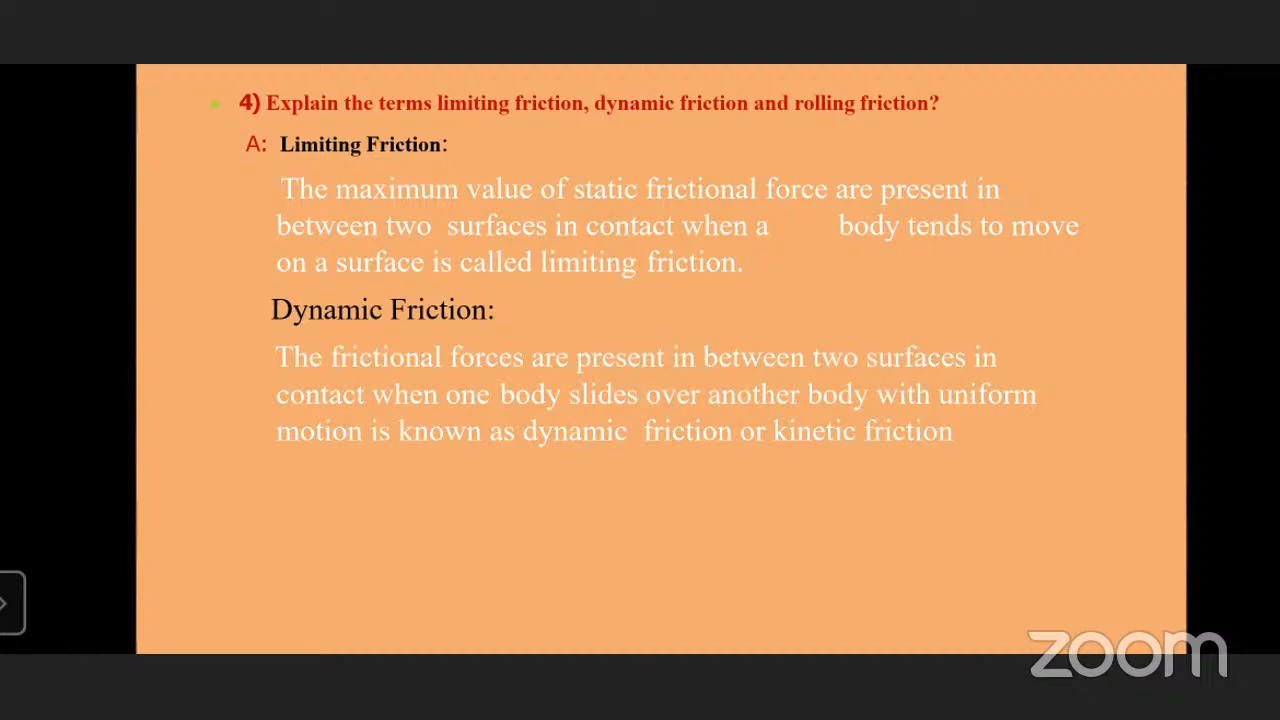 4) Explain the terms limiting friction, dynamic friction and rolling friction?
A: Limiting Friction:
The maximum value of static frictional force are present in
between two surfaces in contact when a body tends to move
on a surface is called limiting friction.
Dynamic Friction:
The frictional forces are present in between two surfaces in
contact when one body slides over another body with uniform
motion is known as dynamic friction or kinetic friction
zoom